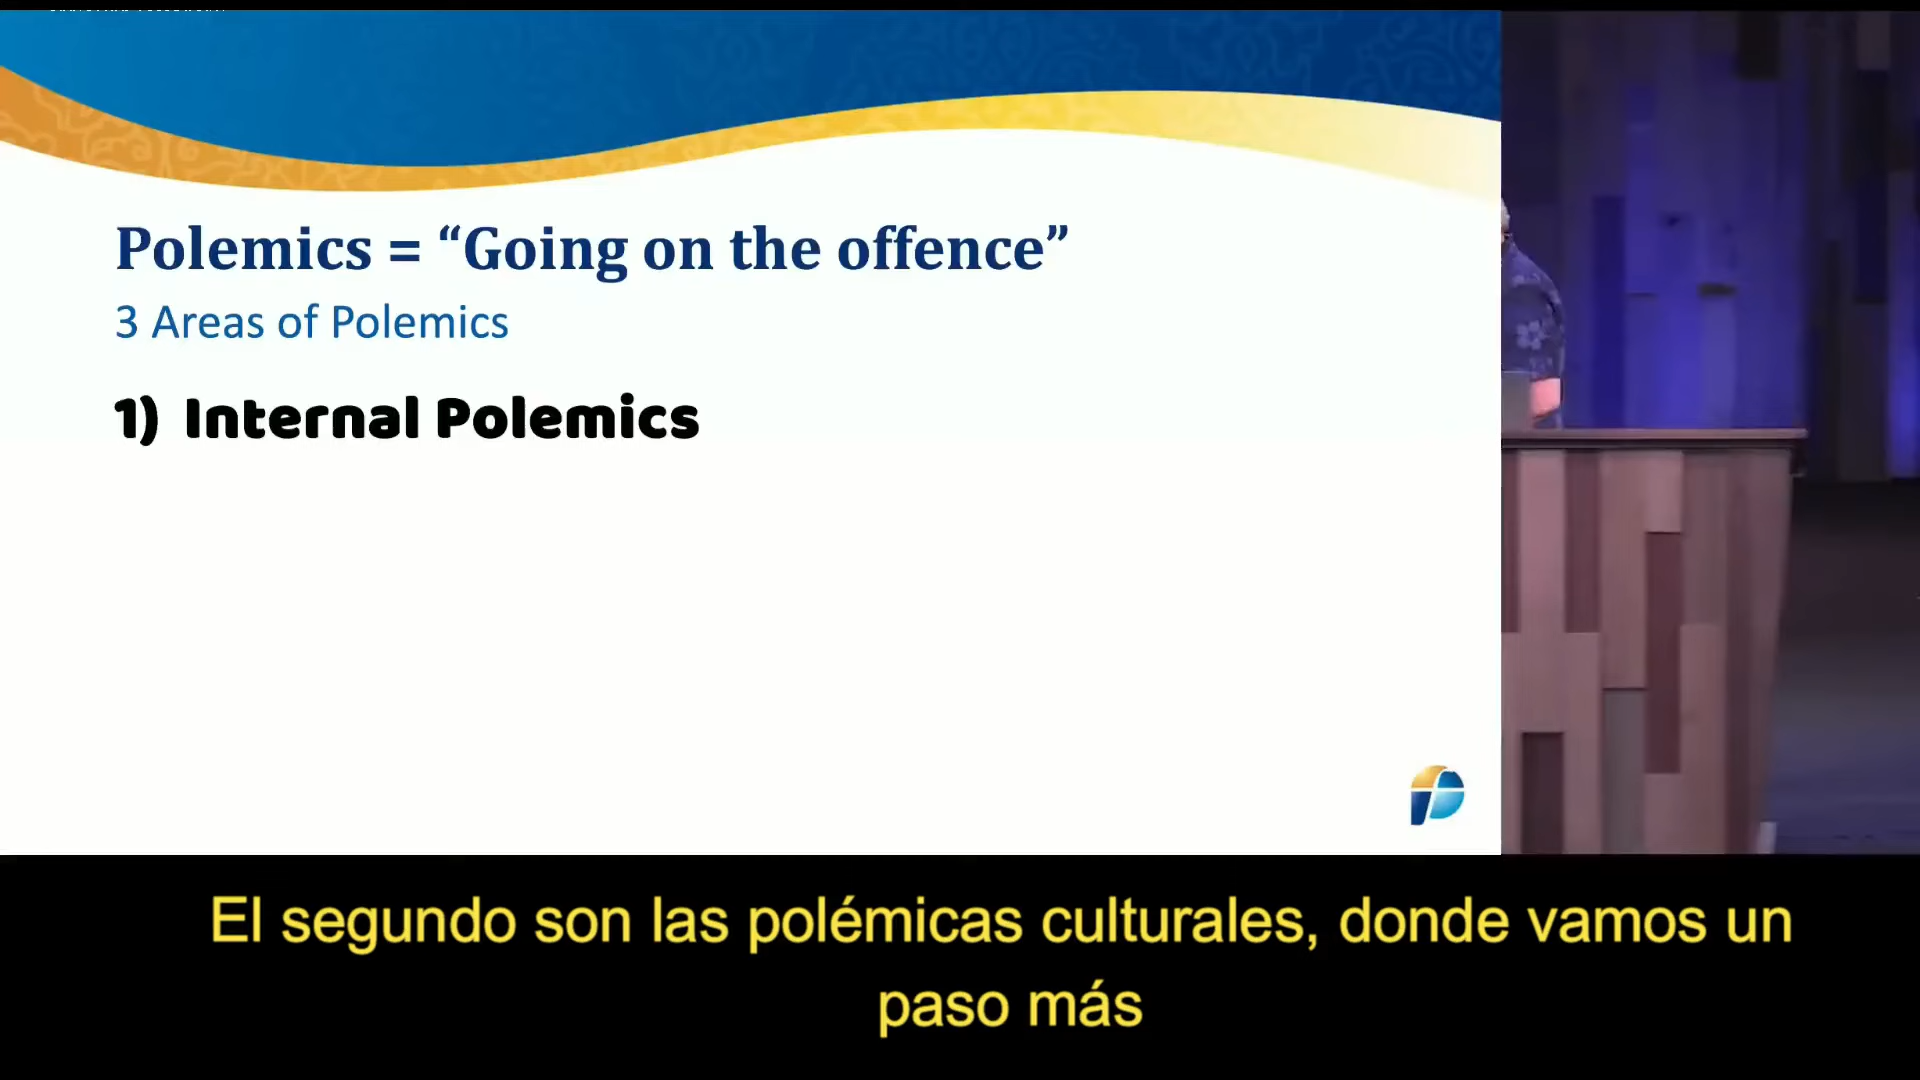 Polemics = “Going on the offence”
3 Areas of Polemics
1) Internal Polemics
El segundo son las polémicas culturales, donde vamos un
paso más